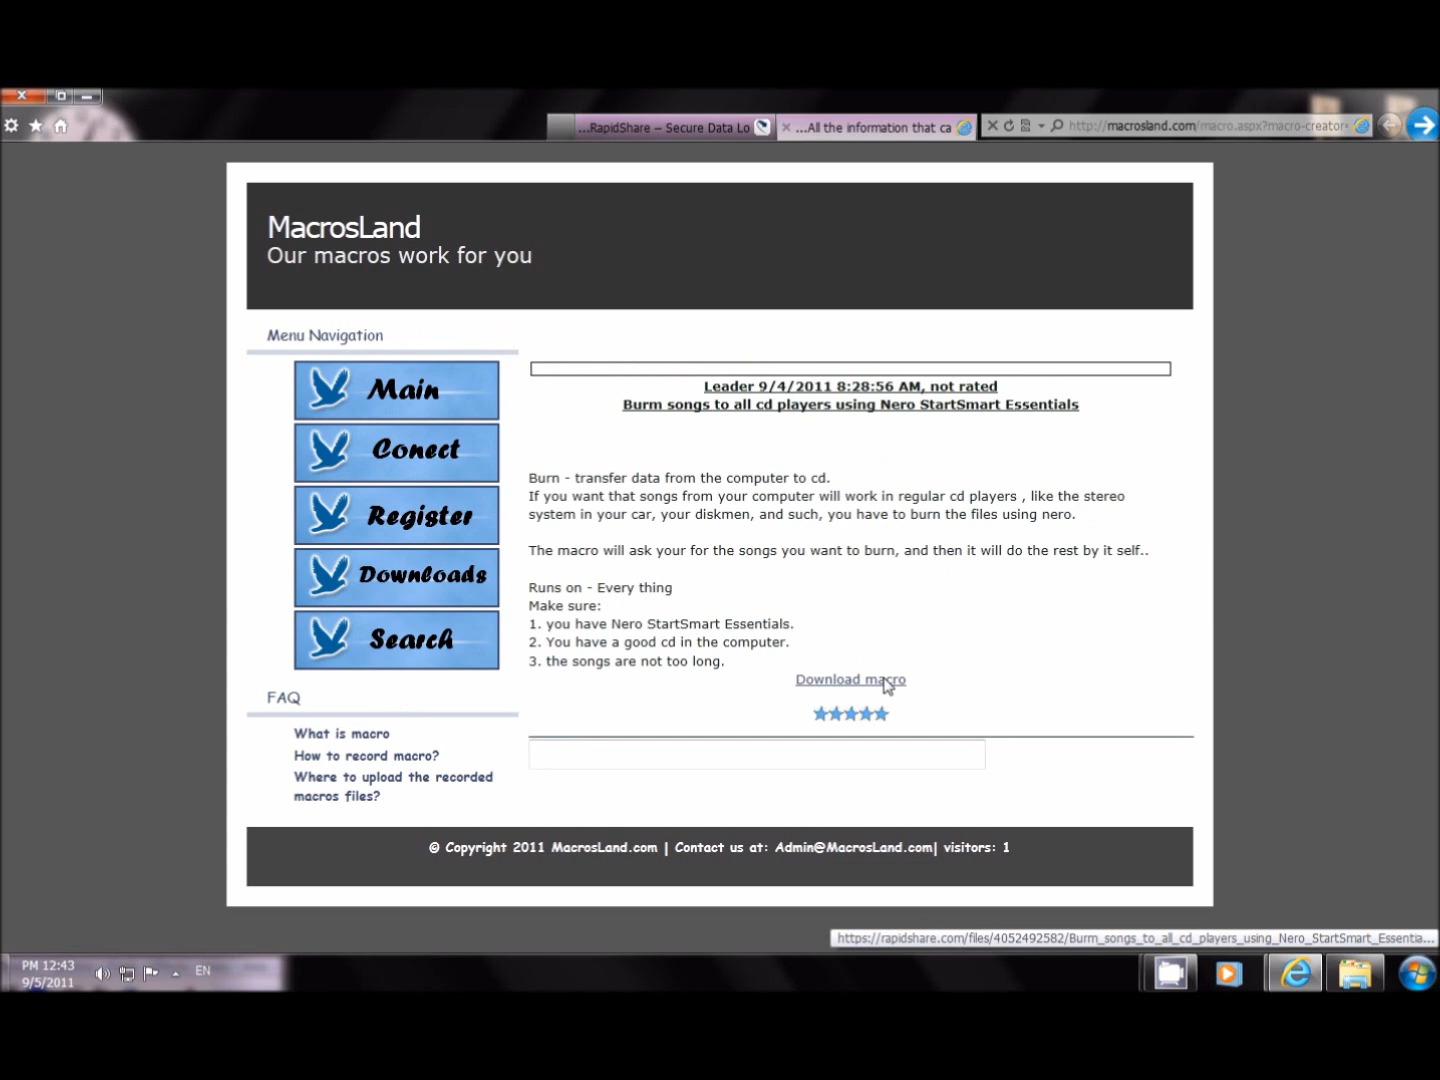 ...RapidShare – Secure Data Lo
...All the information that ca
http://macrosland.com/macro.aspx?macro-creator=
MacrosLand
Our macros work for you
Menu Navigation
Main
Conect
Register
Downloads
Search
FAQ
What is macro
How to record macro?
Where to upload the recorded
macros files?
Leader 9/4/2011 8:28:56 AM, not rated
Burm songs to all cd players using Nero StartSmart Essentials
Burn - transfer data from the computer to cd.
If you want that songs from your computer will work in regular cd players , like the stereo
system in your car, your diskmen, and such, you have to burn the files using nero.
The macro will ask your for the songs you want to burn, and then it will do the rest by it self..
Runs on - Every thing
Make sure:
1. you have Nero StartSmart Essentials.
2. You have a good cd in the computer.
3. the songs are not too long.
Download macro
© Copyright 2011 MacrosLand.com | Contact us at: Admin@MacrosLand.com| visitors: 1
https://rapidshare.com/files/4052492582/Burm_songs_to_all_cd_players_using_Nero_StartSmart_Essentia...
PM 12:43
9/5/2011
EN